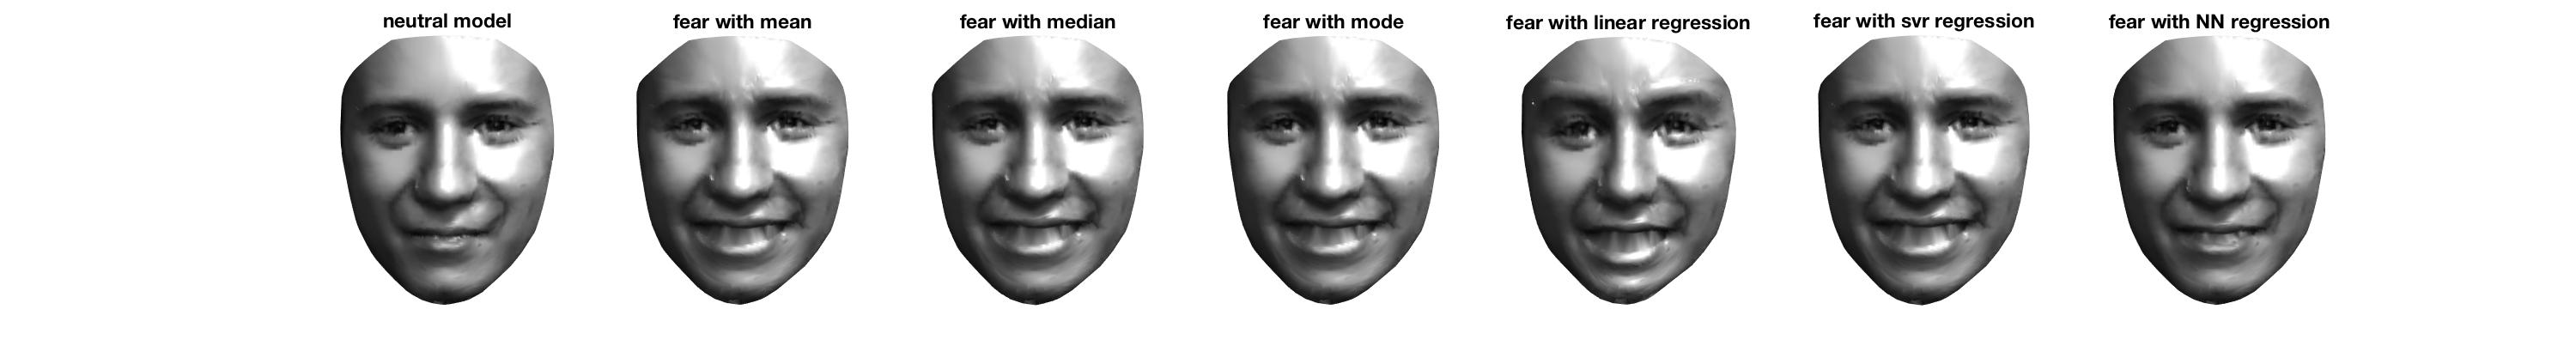 neutral model
fear with mean
fear with median
fear with mode
fear with linear regression
fear with svr regression
fear with NN regression